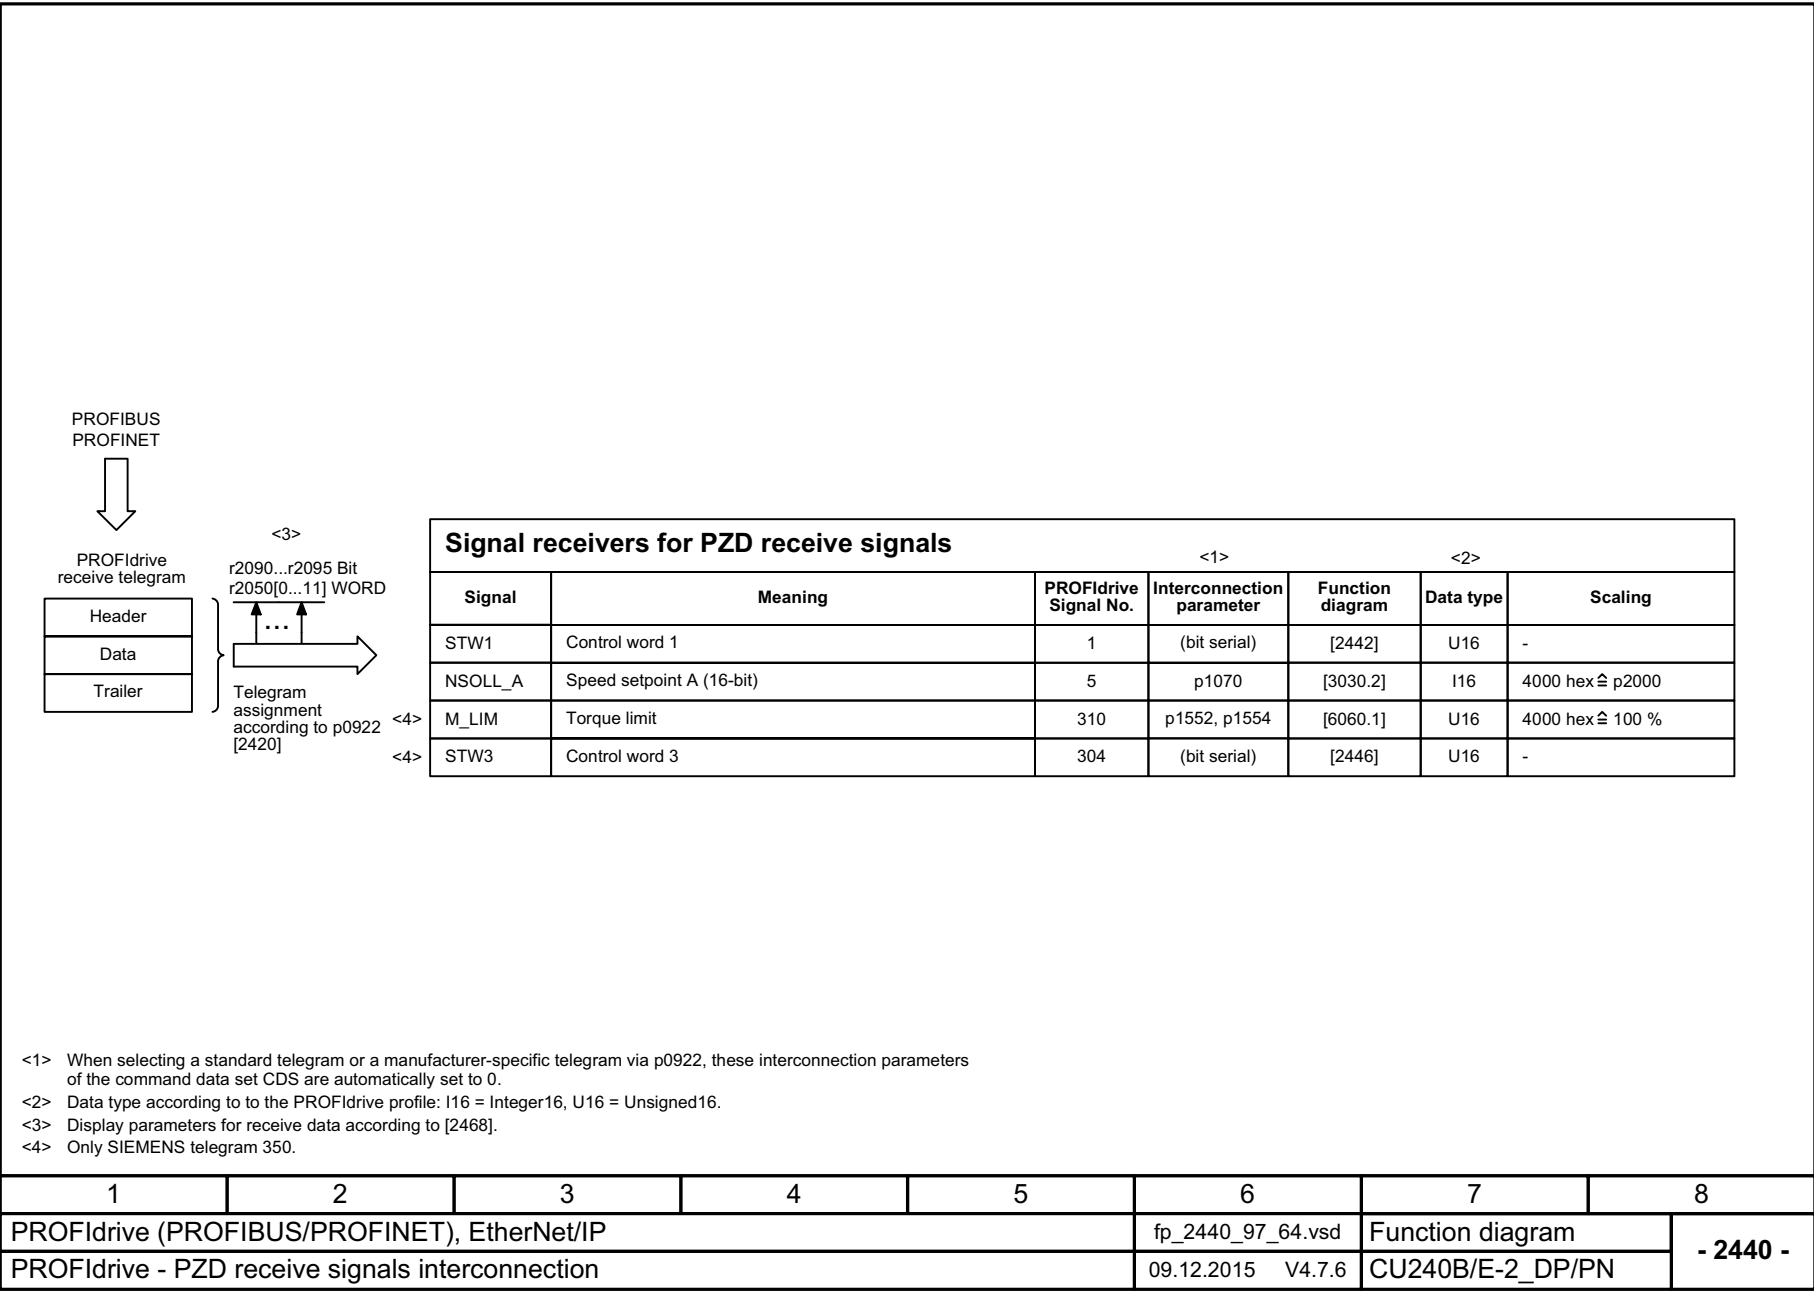 PROFIBUS
PROFINET
PROFIdrive
receive telegram
Header
Data
Trailer
<3>
r2090...r2095 Bit
r2050[0...11] WORD
...
Telegram
assignment
according to p0922
[2420]
Signal receivers for PZD receive signals
<1> <2>
Signal Meaning PROFIdrive Signal No. Interconnection parameter Function diagram Data type Scaling
STW1 Control word 1 1 (bit serial) [2442] U16 -
NSOLL_A Speed setpoint A (16-bit) 5 p1070 [3030.2] I16 4000 hex ≙ p2000
<4> M_LIM Torque limit 310 p1552, p1554 [6060.1] U16 4000 hex ≙ 100 %
<4> STW3 Control word 3 304 (bit serial) [2446] U16 -
<1> When selecting a standard telegram or a manufacturer-specific telegram via p0922, these interconnection parameters
of the command data set CDS are automatically set to 0.
<2> Data type according to to the PROFIdrive profile: I16 = Integer16, U16 = Unsigned16.
<3> Display parameters for receive data according to [2468].
<4> Only SIEMENS telegram 350.
1 2 3 4 5 6 7 8
PROFIdrive (PROFIBUS/PROFINET), EtherNet/IP fp_2440_97_64.vsd Function diagram
- 2440 -
PROFIdrive - PZD receive signals interconnection 09.12.2015 V4.7.6 CU240B/E-2_DP/PN